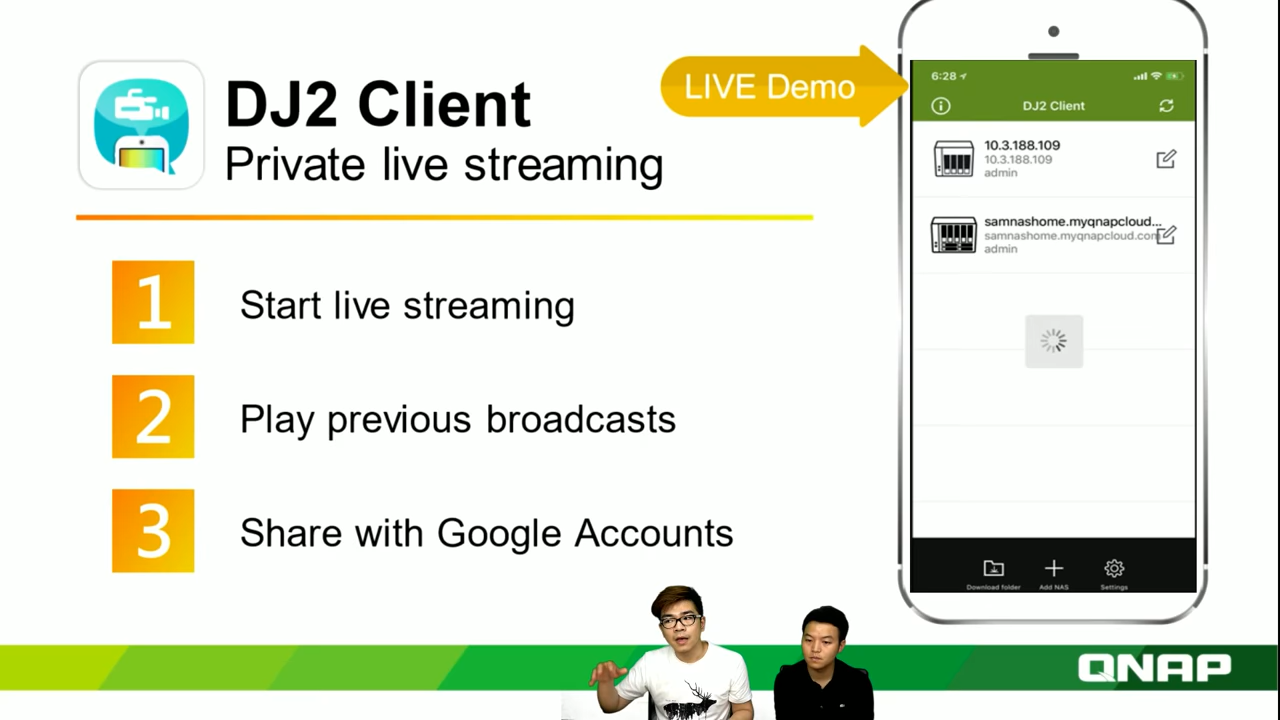 DJ2 Client
Private live streaming
LIVE Demo
1
Start live streaming
2
Play previous broadcasts
3
Share with Google Accounts
6:28
DJ2 Client
10.3.188.109
10.3.188.109
admin
samnashome.myqnapcloud...
samnashome.myqnapcloud.com
admin
Download folder
Add NAS
Settings
QNAP